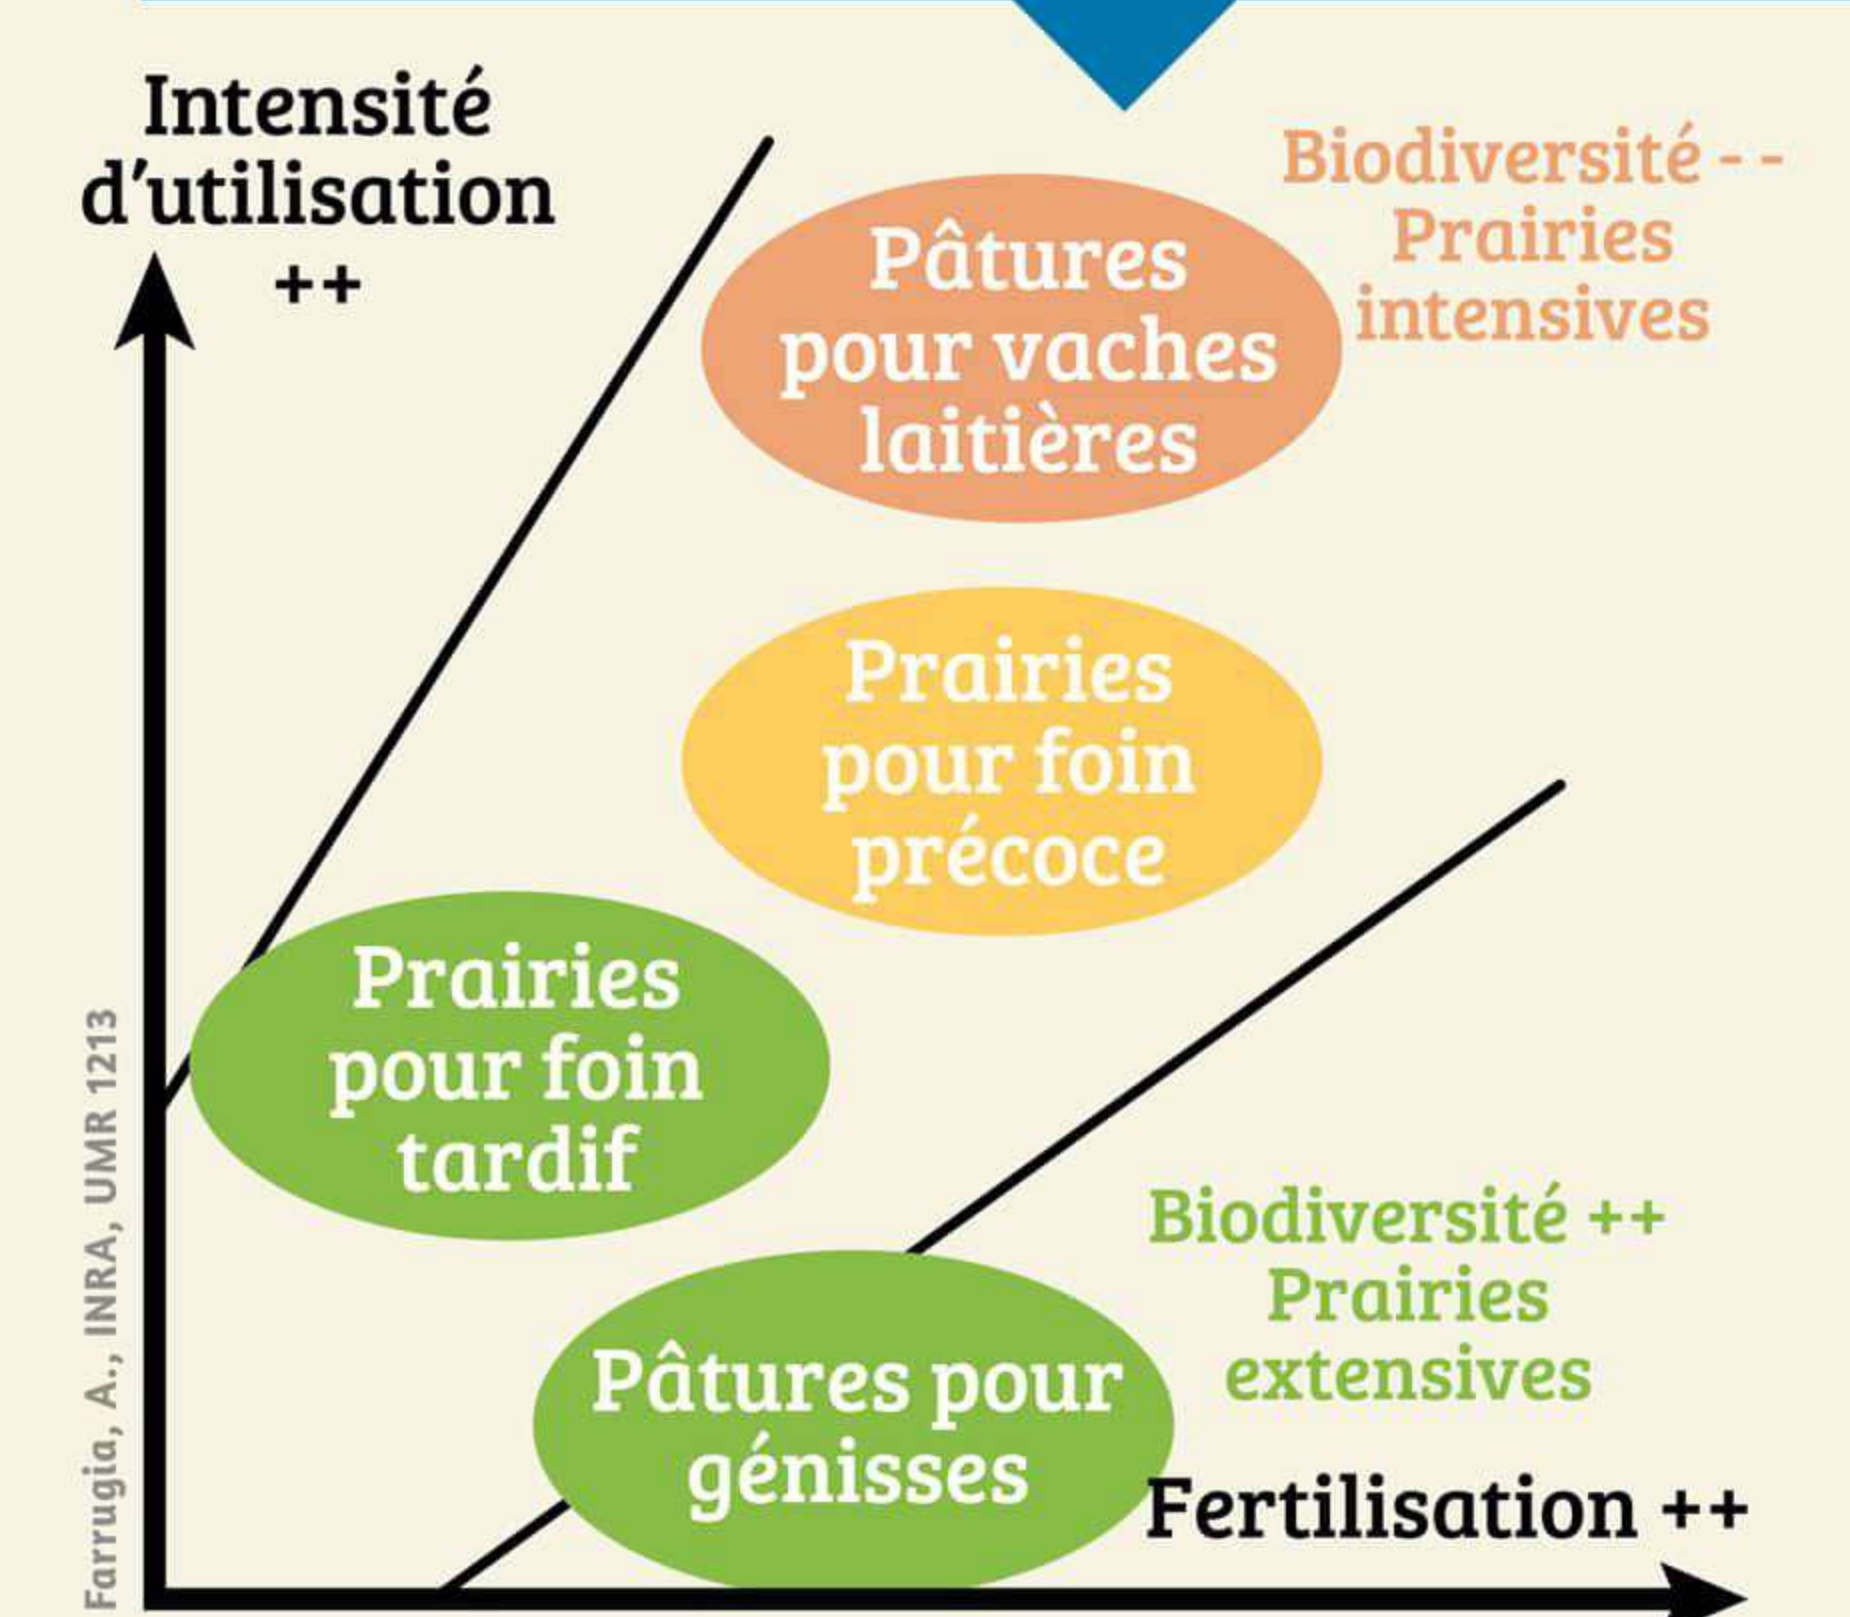 Intensité
d'utilisation
++
Biodiversité - -
Prairies
intensives
Pâtures
pour vaches
laitières
Prairies
pour foin
précoce
Prairies
pour foin
tardif
Biodiversité ++
Prairies
extensives
Pâtures pour
génisses
Fertilisation ++
Farrugia, A., INRA, UMR 1213